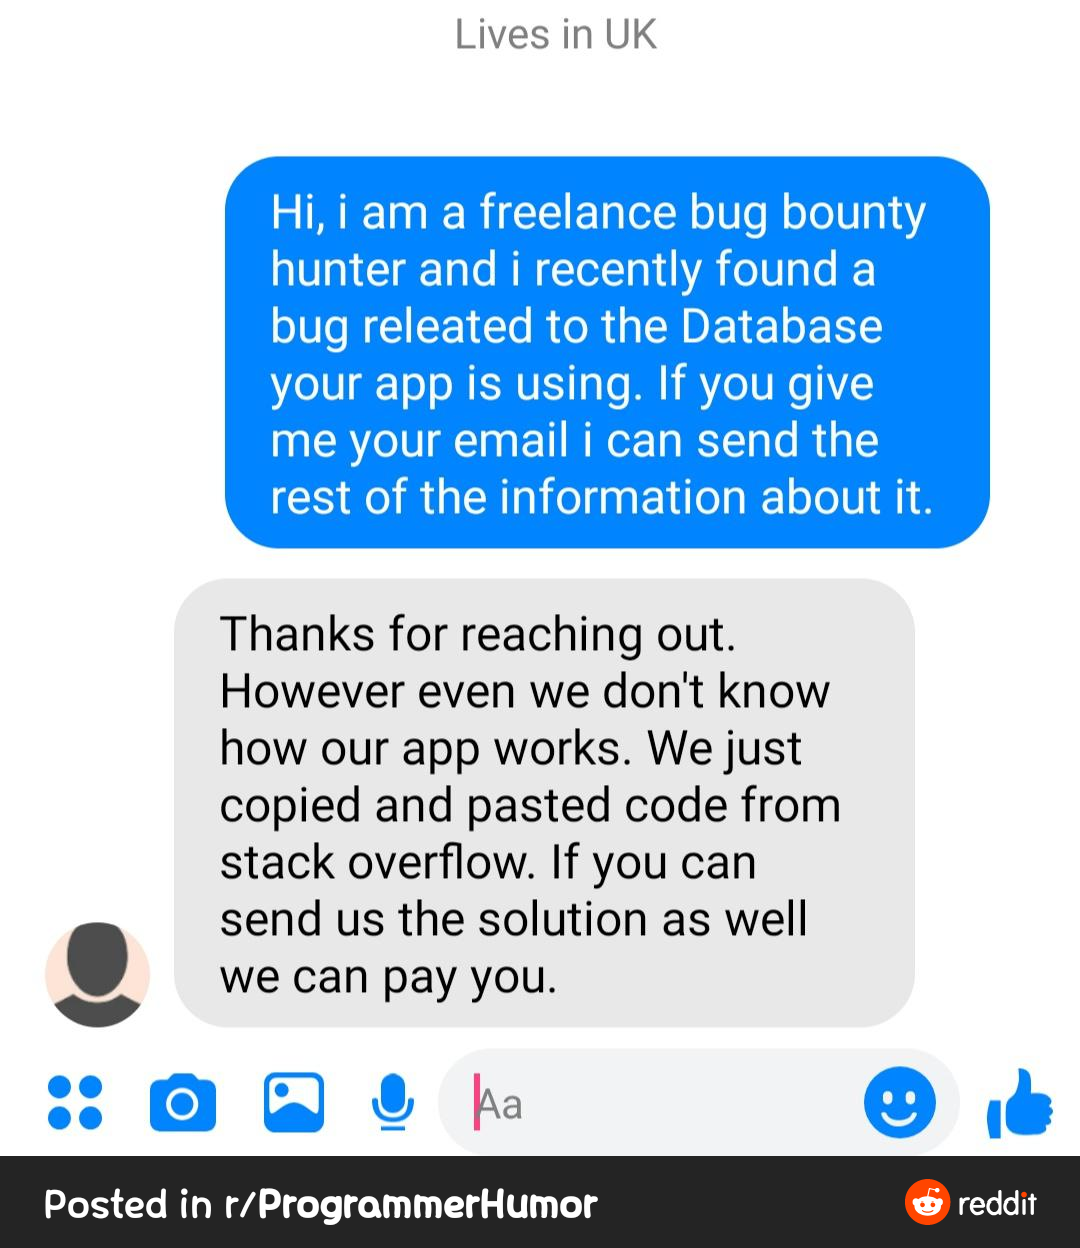 Lives in UK
Hi, i am a freelance bug bounty
hunter and i recently found a
bug releated to the Database
your app is using. If you give
me your email i can send the
rest of the information about it.
Thanks for reaching out.
However even we don't know
how our app works. We just
copied and pasted code from
stack overflow. If you can
send us the solution as well
we can pay you.
Aa
Posted in r/ProgrammerHumor
reddit